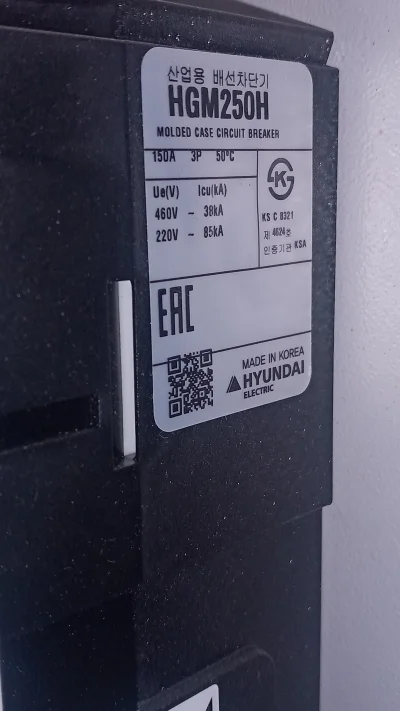 산업용 배선차단기
HGM250H
MOLDED CASE CIRCUIT BREAKER
150A 3P 50°C
Ue(V) Icu(kA)
460V ~ 38kA
220V ~ 85kA
KS C 8321
제 4624호
인증기관 KSA
EAC
MADE IN KOREA
HYUNDAI
ELECTRIC